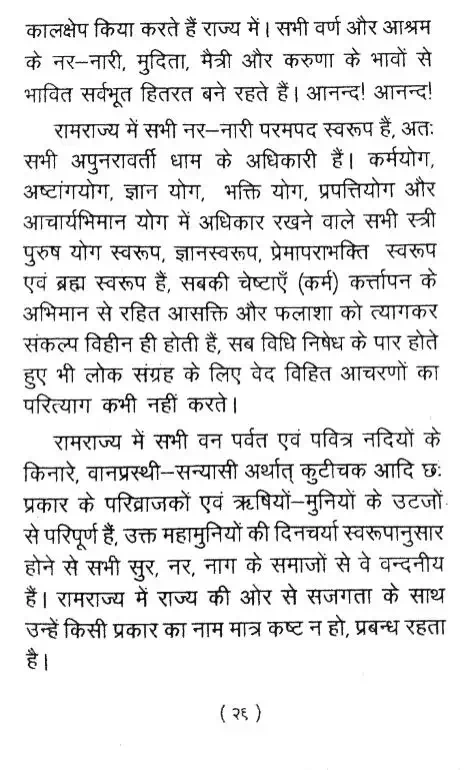 कालक्षेप किया करते हैं राज्य में। सभी वर्ण और आश्रम
के नर–नारी, मुदिता, मैत्री और करुणा के भावों से
भावित सर्वभूत हितरत बने रहते हैं। आनन्द! आनन्द!
रामराज्य में सभी नर–नारी परमपद स्वरूप हैं, अतः
सभी अपुनरावर्ती धाम के अधिकारी हैं। कर्मयोग,
अष्टांगयोग, ज्ञान योग, भक्ति योग, प्रपत्तियोग और
आचार्यभिमान योग में अधिकार रखने वाले सभी स्त्री
पुरुष योग स्वरूप, ज्ञानस्वरूप, प्रेमापराभक्ति स्वरूप
एवं ब्रह्म स्वरूप हैं, सबकी चेष्टाएँ (कर्म) कर्त्तापन के
अभिमान से रहित आसक्ति और फलाशा को त्यागकर
संकल्प विहीन ही होती हैं, सब विधि निषेध के पार होते
हुए भी लोक संग्रह के लिए वेद विहित आचरणों का
परित्याग कभी नहीं करते।
रामराज्य में सभी वन पर्वत एवं पवित्र नदियों के
किनारे, वानप्रस्थी–सन्यासी अर्थात् कुटीचक आदि छः
प्रकार के परिव्राजकों एवं ऋषियों–मुनियों के उटजों
से परिपूर्ण हैं, उक्त महामुनियों की दिनचर्या स्वरूपानुसार
होने से सभी सुर, नर, नाग के समाजों से वे वन्दनीय
हैं। रामराज्य में राज्य की ओर से सजगता के साथ
उन्हें किसी प्रकार का नाम मात्र कष्ट न हो, प्रबन्ध रहता
है।
( २६ )